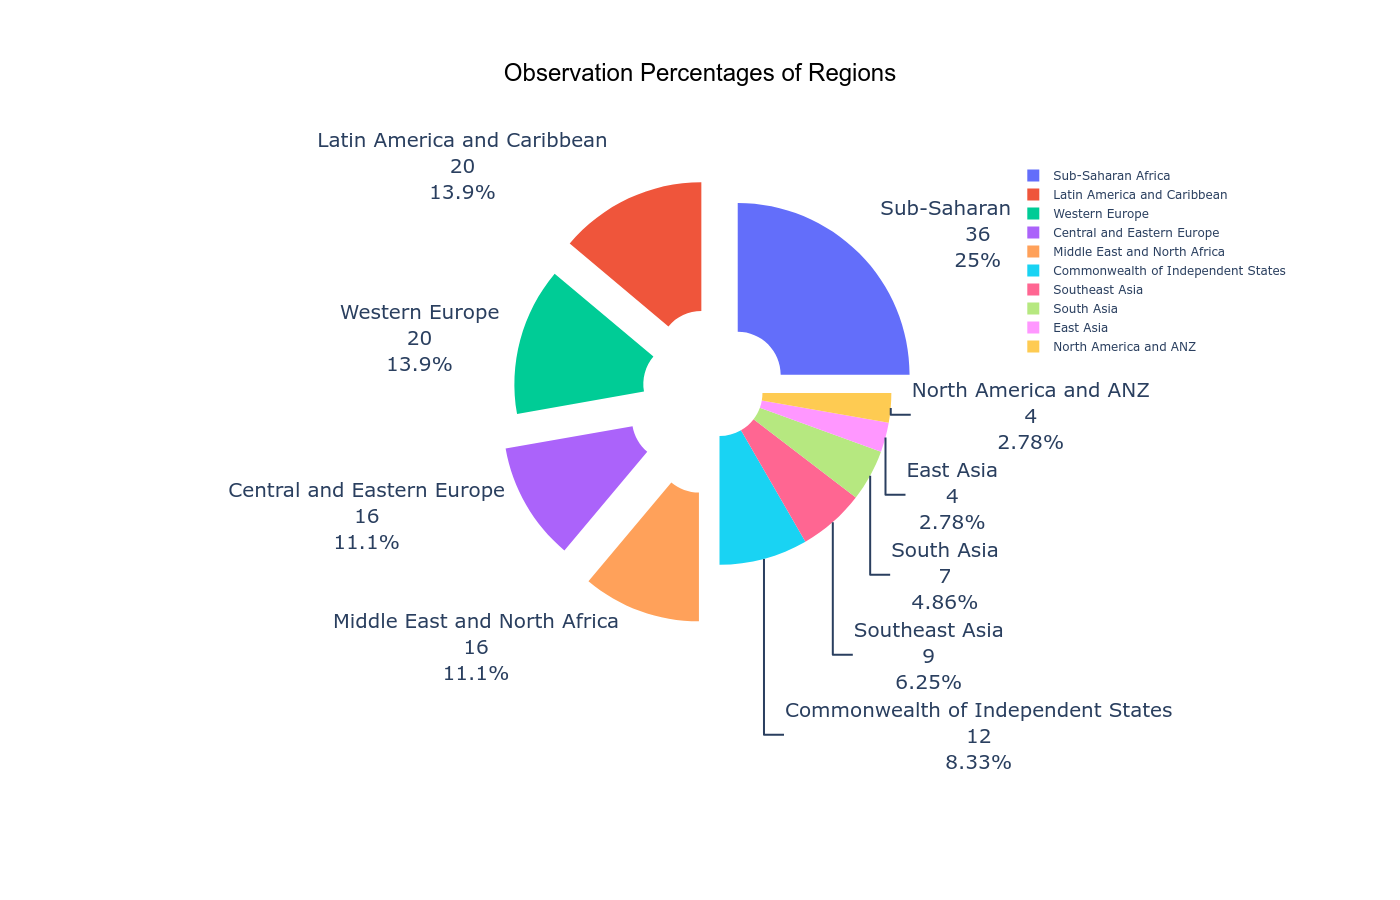 Observation Percentages of Regions
Latin America and Caribbean
20
13.9%
Sub-Saharan
36
25%
Sub-Saharan Africa
Latin America and Caribbean
Western Europe
Central and Eastern Europe
Middle East and North Africa
Commonwealth of Independent States
Southeast Asia
South Asia
East Asia
North America and ANZ
Western Europe
20
13.9%
North America and ANZ
4
2.78%
East Asia
4
2.78%
Central and Eastern Europe
16
11.1%
South Asia
7
4.86%
Middle East and North Africa
16
11.1%
Southeast Asia
9
6.25%
Commonwealth of Independent States
12
8.33%